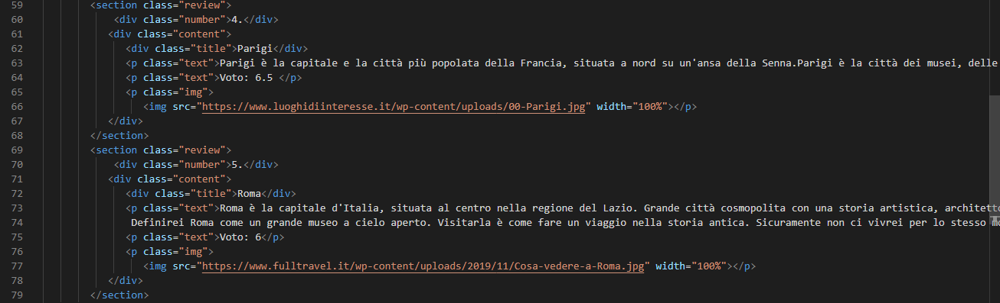 59 <section class="review">
60 <div class="number">4.</div>
61 <div class="content">
62 <div class="title">Parigi</div>
63 <p class="text">Parigi è la capitale e la città più popolata della Francia, situata a nord su un'ansa della Senna.Parigi è la città dei musei, delle
64 <p class="text">Voto: 6.5 </p>
65 <p class="img">
66 <img src="https://www.luoghidiinteresse.it/wp-content/uploads/00-Parigi.jpg" width="100%"></p>
67 </div>
68 </section>
69 <section class="review">
70 <div class="number">5.</div>
71 <div class="content">
72 <div class="title">Roma</div>
73 <p class="text">Roma è la capitale d'Italia, situata al centro nella regione del Lazio. Grande città cosmopolita con una storia artistica, architetto
74 Definirei Roma come un grande museo a cielo aperto. Visitarla è come fare un viaggio nella storia antica. Sicuramente non ci vivrei per lo stesso
75 <p class="text">Voto: 6</p>
76 <p class="img">
77 <img src="https://www.fulltravel.it/wp-content/uploads/2019/11/Cosa-vedere-a-Roma.jpg" width="100%"></p>
78 </div>
79 </section>